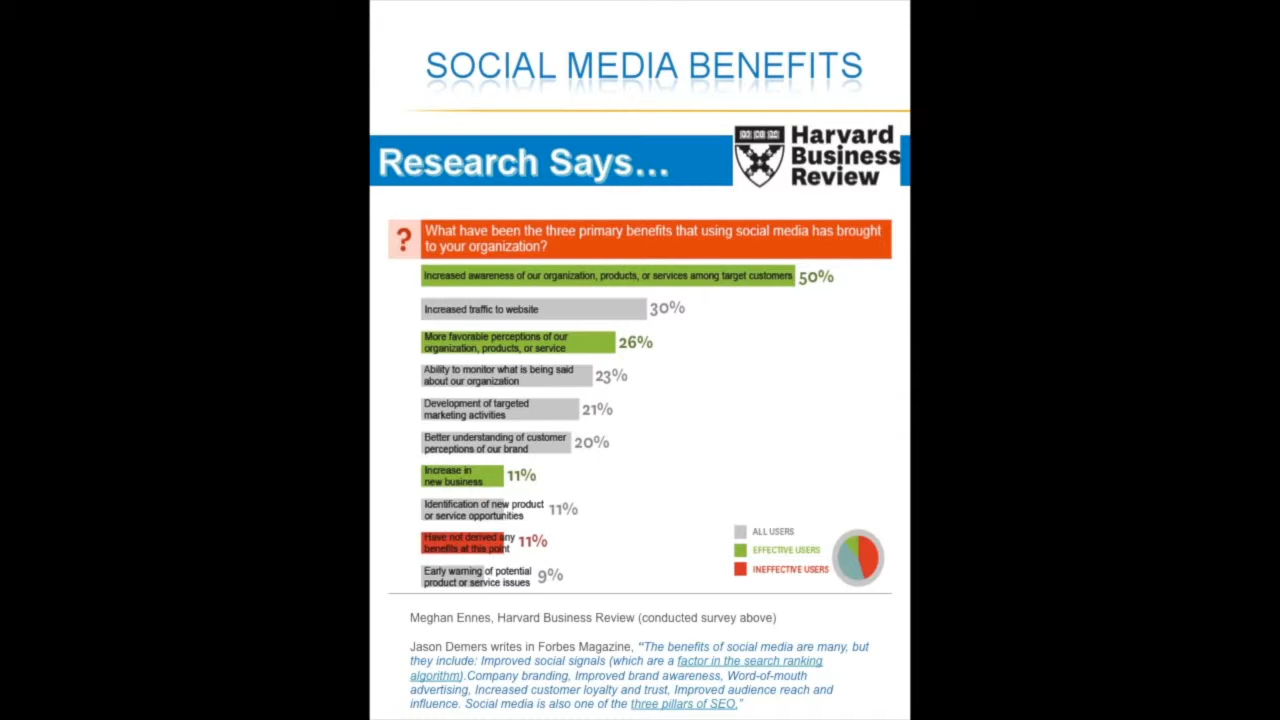 SOCIAL MEDIA BENEFITS
Research Says...
Harvard
Business
Review
?
What have been the three primary benefits that using social media has brought
to your organization?
Increased awareness of our organization, products, or services among target customers 50%
Increased traffic to website 30%
More favorable perceptions of our
organization, products, or service 26%
Ability to monitor what is being said
about our organization 23%
Development of targeted
marketing activities 21%
Better understanding of customer
perceptions of our brand 20%
Increase in
new business 11%
Identification of new product
or service opportunities 11%
Have not derived any
benefits at this point 11%
Early warning of potential
product or service issues 9%
ALL USERS
EFFECTIVE USERS
INEFFECTIVE USERS
Meghan Ennes, Harvard Business Review (conducted survey above)
Jason Demers writes in Forbes Magazine, “The benefits of social media are many, but
they include: Improved social signals (which are a factor in the search ranking
algorithm).Company branding, Improved brand awareness, Word-of-mouth
advertising, Increased customer loyalty and trust, Improved audience reach and
influence. Social media is also one of the three pillars of SEO.”